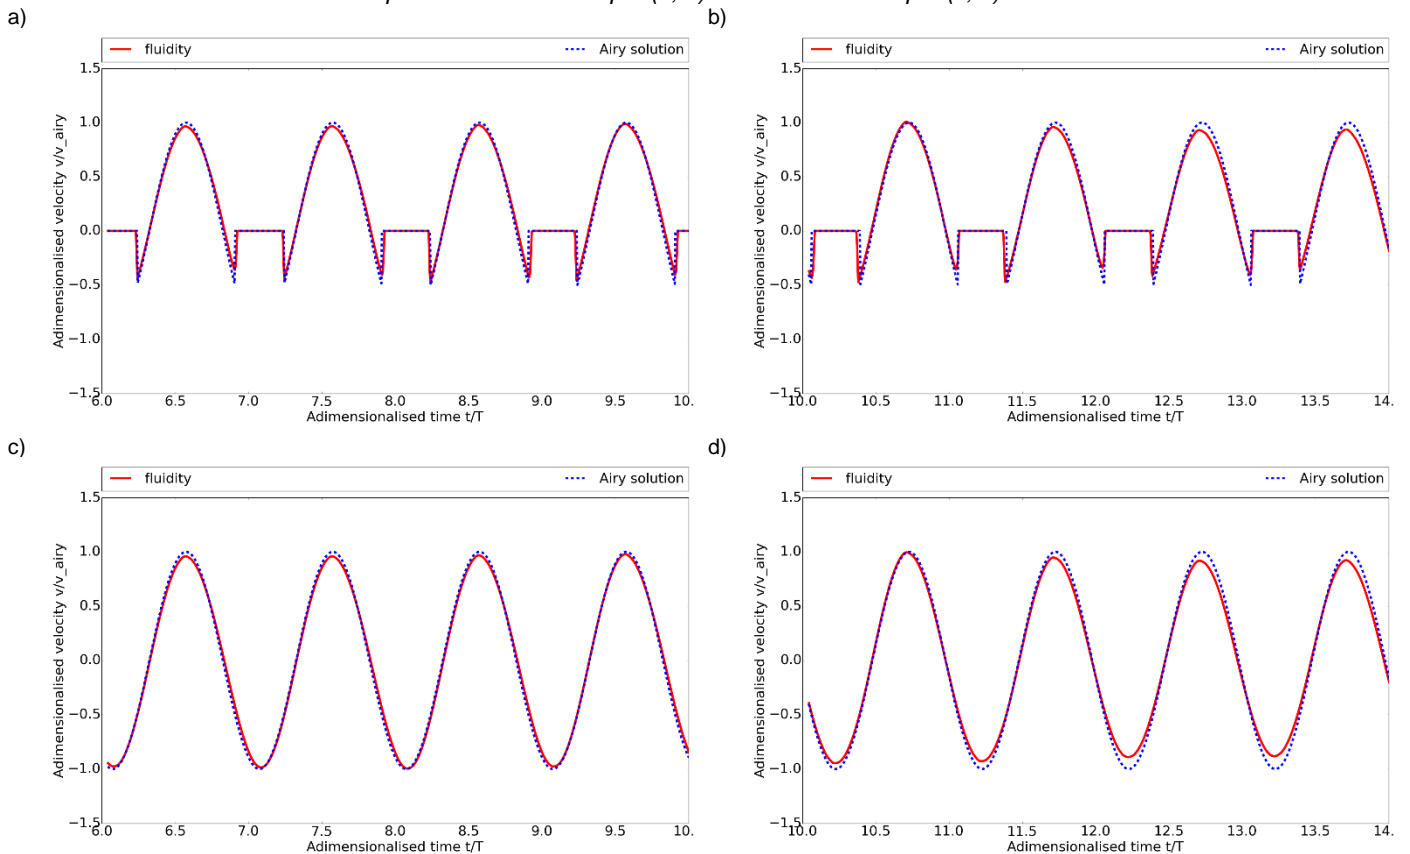 a)
b)
fluidity
Airy solution
fluidity
Airy solution
Adimensionalised velocity v/v_airy
1.5
1.0
0.5
0.0
−0.5
−1.0
−1.5
6.0 6.5 7.0 7.5 8.0 8.5 9.0 9.5 10.
Adimensionalised time t/T
Adimensionalised velocity v/v_airy
1.5
1.0
0.5
0.0
−0.5
−1.0
−1.5
10.0 10.5 11.0 11.5 12.0 12.5 13.0 13.5 14.
Adimensionalised time t/T
c)
d)
fluidity
Airy solution
fluidity
Airy solution
Adimensionalised velocity v/v_airy
1.5
1.0
0.5
0.0
−0.5
−1.0
−1.5
6.0 6.5 7.0 7.5 8.0 8.5 9.0 9.5 10.
Adimensionalised time t/T
Adimensionalised velocity v/v_airy
1.5
1.0
0.5
0.0
−0.5
−1.0
−1.5
10.0 10.5 11.0 11.5 12.0 12.5 13.0 13.5 14.
Adimensionalised time t/T